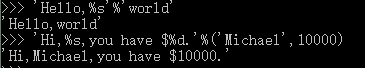 >>> 'Hello,%s'%'world'
'Hello,world'
>>> 'Hi,%s,you have $%d.'%('Michael',10000)
'Hi,Michael,you have $10000.'